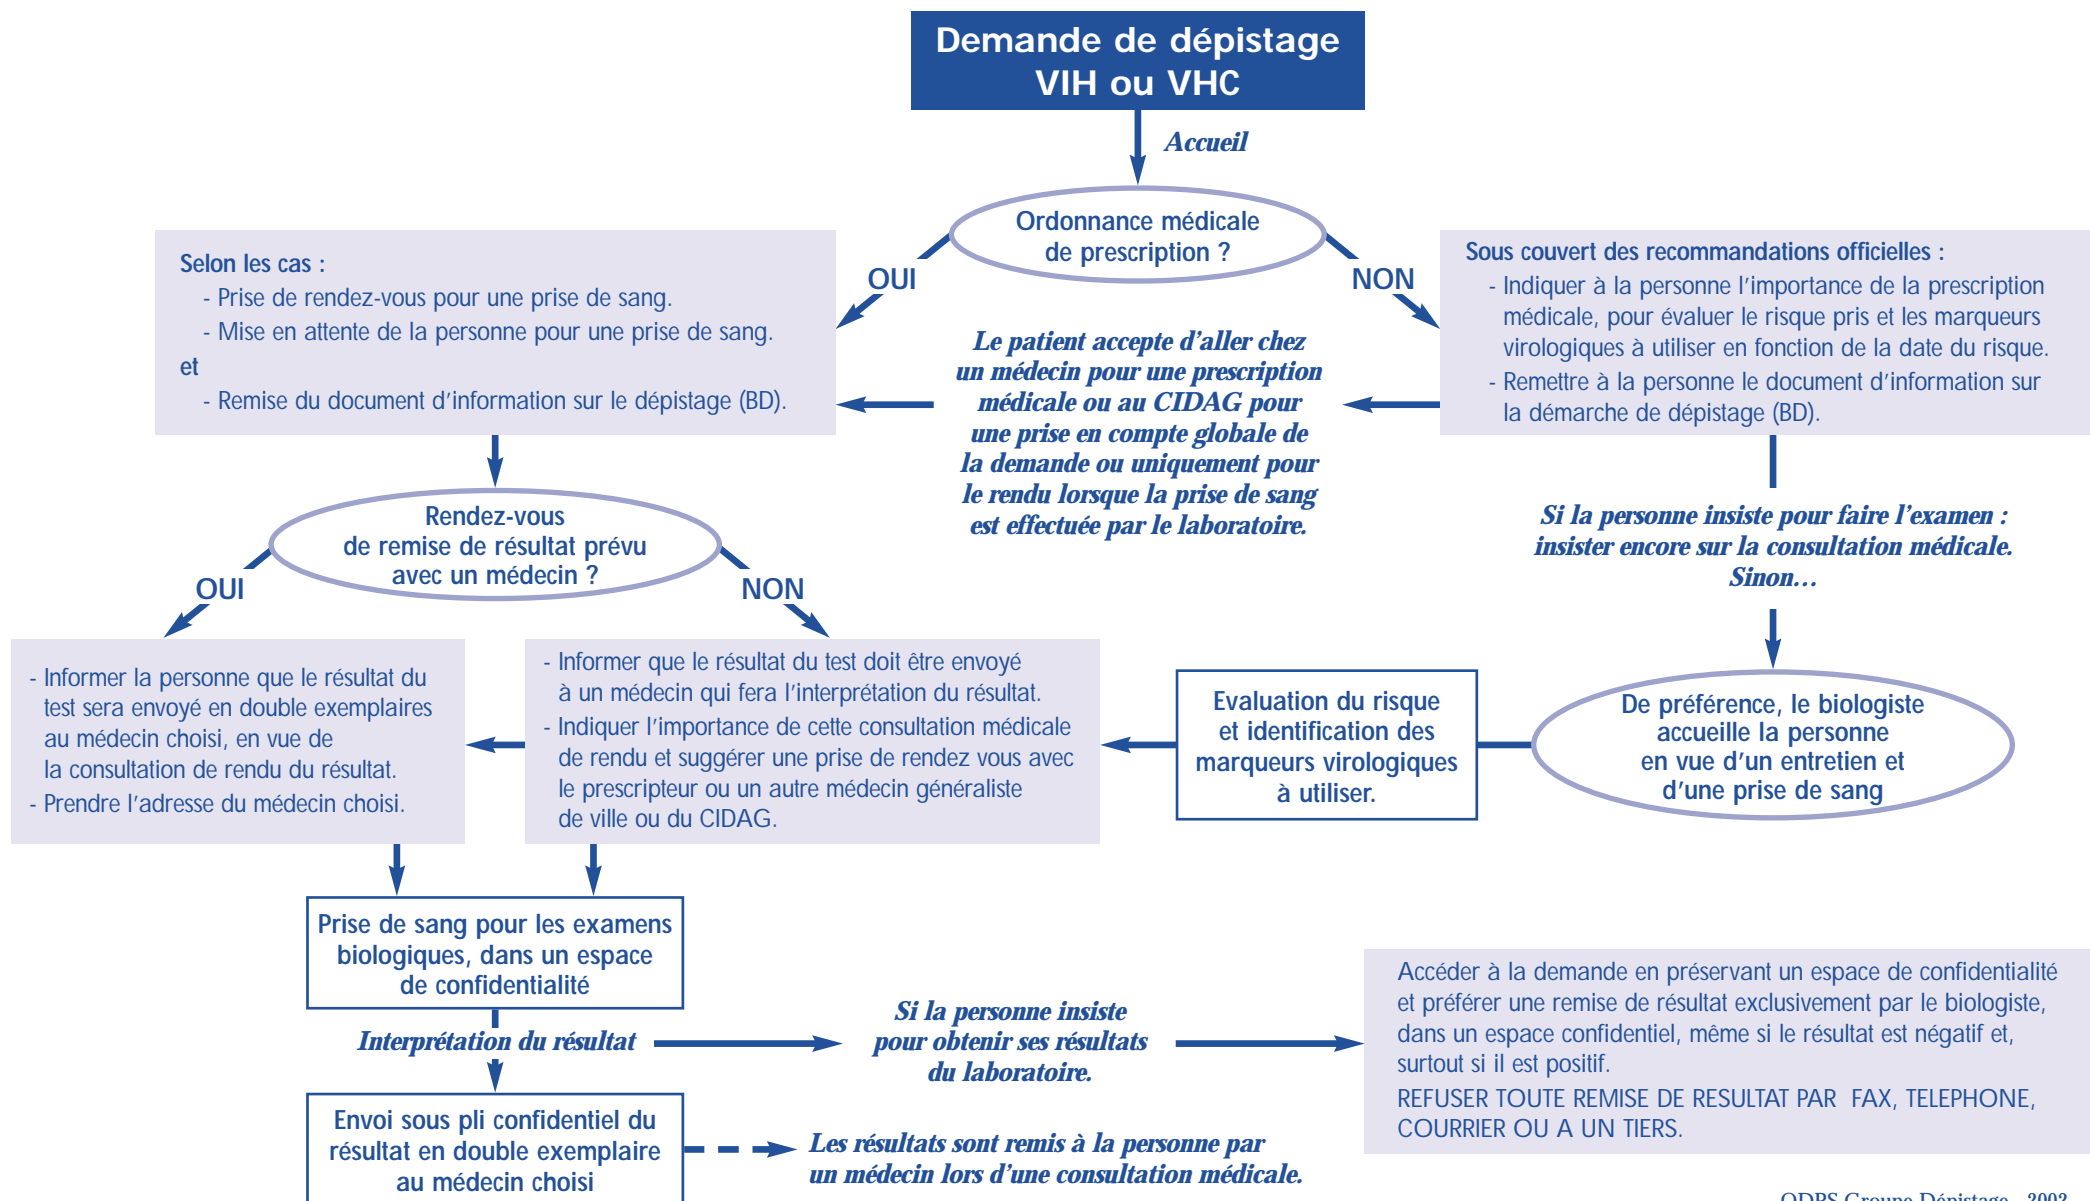 Demande de dépistage
VIH ou VHC
Accueil
Ordonnance médicale
de prescription ?
OUI
NON
Selon les cas :
- Prise de rendez-vous pour une prise de sang.
- Mise en attente de la personne pour une prise de sang.
et
- Remise du document d'information sur le dépistage (BD).
Le patient accepte d'aller chez
un médecin pour une prescription
médicale ou au CIDAG pour
une prise en compte globale de
la demande ou uniquement pour
le rendu lorsque la prise de sang
est effectuée par le laboratoire.
Sous couvert des recommandations officielles :
- Indiquer à la personne l'importance de la prescription
médicale, pour évaluer le risque pris et les marqueurs
virologiques à utiliser en fonction de la date du risque.
- Remettre à la personne le document d'information sur
la démarche de dépistage (BD).
Si la personne insiste pour faire l'examen :
insister encore sur la consultation médicale.
Sinon…
Rendez-vous
de remise de résultat prévu
avec un médecin ?
OUI
NON
- Informer la personne que le résultat du
test sera envoyé en double exemplaires
au médecin choisi, en vue de
la consultation de rendu du résultat.
- Prendre l'adresse du médecin choisi.
- Informer que le résultat du test doit être envoyé
à un médecin qui fera l'interprétation du résultat.
- Indiquer l'importance de cette consultation médicale
de rendu et suggérer une prise de rendez vous avec
le prescripteur ou un autre médecin généraliste
de ville ou du CIDAG.
Evaluation du risque
et identification des
marqueurs virologiques
à utiliser.
De préférence, le biologiste
accueille la personne
en vue d'un entretien et
d'une prise de sang
Prise de sang pour les examens
biologiques, dans un espace
de confidentialité
Interprétation du résultat
Si la personne insiste
pour obtenir ses résultats
du laboratoire.
Accéder à la demande en préservant un espace de confidentialité
et préférer une remise de résultat exclusivement par le biologiste,
dans un espace confidentiel, même si le résultat est négatif et,
surtout si il est positif.
REFUSER TOUTE REMISE DE RESULTAT PAR FAX, TELEPHONE,
COURRIER OU A UN TIERS.
Envoi sous pli confidentiel du
résultat en double exemplaire
au médecin choisi
Les résultats sont remis à la personne par
un médecin lors d'une consultation médicale.
ODPS Groupe Dépistage - 2002